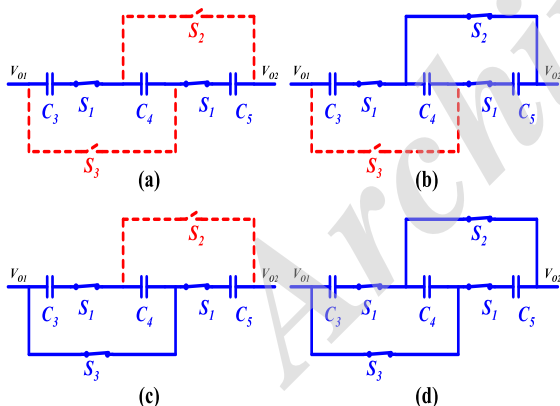 S2
V01 V02
C3 S1 C4 S1 C5
S3
(a)
S2
V01 V02
C3 S1 C4 S1 C5
S3
(b)
S2
V01 V02
C3 S1 C4 S1 C5
S3
(c)
S2
V01 V02
C3 S1 C4 S1 C5
S3
(d)
Archi